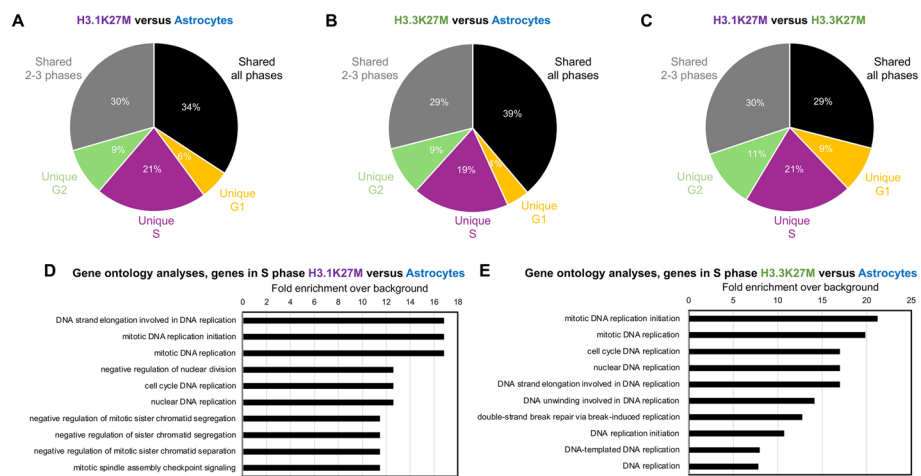 A
H3.1K27M versus Astrocytes
Shared
2-3 phases
Shared
all phases
30%
34%
9%
21%
6%
Unique
G2
Unique
S
Unique
G1
B
H3.3K27M versus Astrocytes
Shared
2-3 phases
Shared
all phases
29%
39%
9%
19%
4%
Unique
G2
Unique
S
Unique
G1
C
H3.1K27M versus H3.3K27M
Shared
2-3 phases
Shared
all phases
30%
29%
11%
21%
9%
Unique
G2
Unique
S
Unique
G1
D
Gene ontology analyses, genes in S phase H3.1K27M versus Astrocytes
Fold enrichment over background
0 2 4 6 8 10 12 14 16 18
DNA strand elongation involved in DNA replication
mitotic DNA replication initiation
mitotic DNA replication
negative regulation of nuclear division
cell cycle DNA replication
nuclear DNA replication
negative regulation of mitotic sister chromatid segregation
negative regulation of sister chromatid segregation
negative regulation of mitotic sister chromatid separation
mitotic spindle assembly checkpoint signaling
E
Gene ontology analyses, genes in S phase H3.3K27M versus Astrocytes
Fold enrichment over background
0 5 10 15 20 25
mitotic DNA replication initiation
mitotic DNA replication
cell cycle DNA replication
nuclear DNA replication
DNA strand elongation involved in DNA replication
DNA unwinding involved in DNA replication
double-strand break repair via break-induced replication
DNA replication initiation
DNA-templated DNA replication
DNA replication